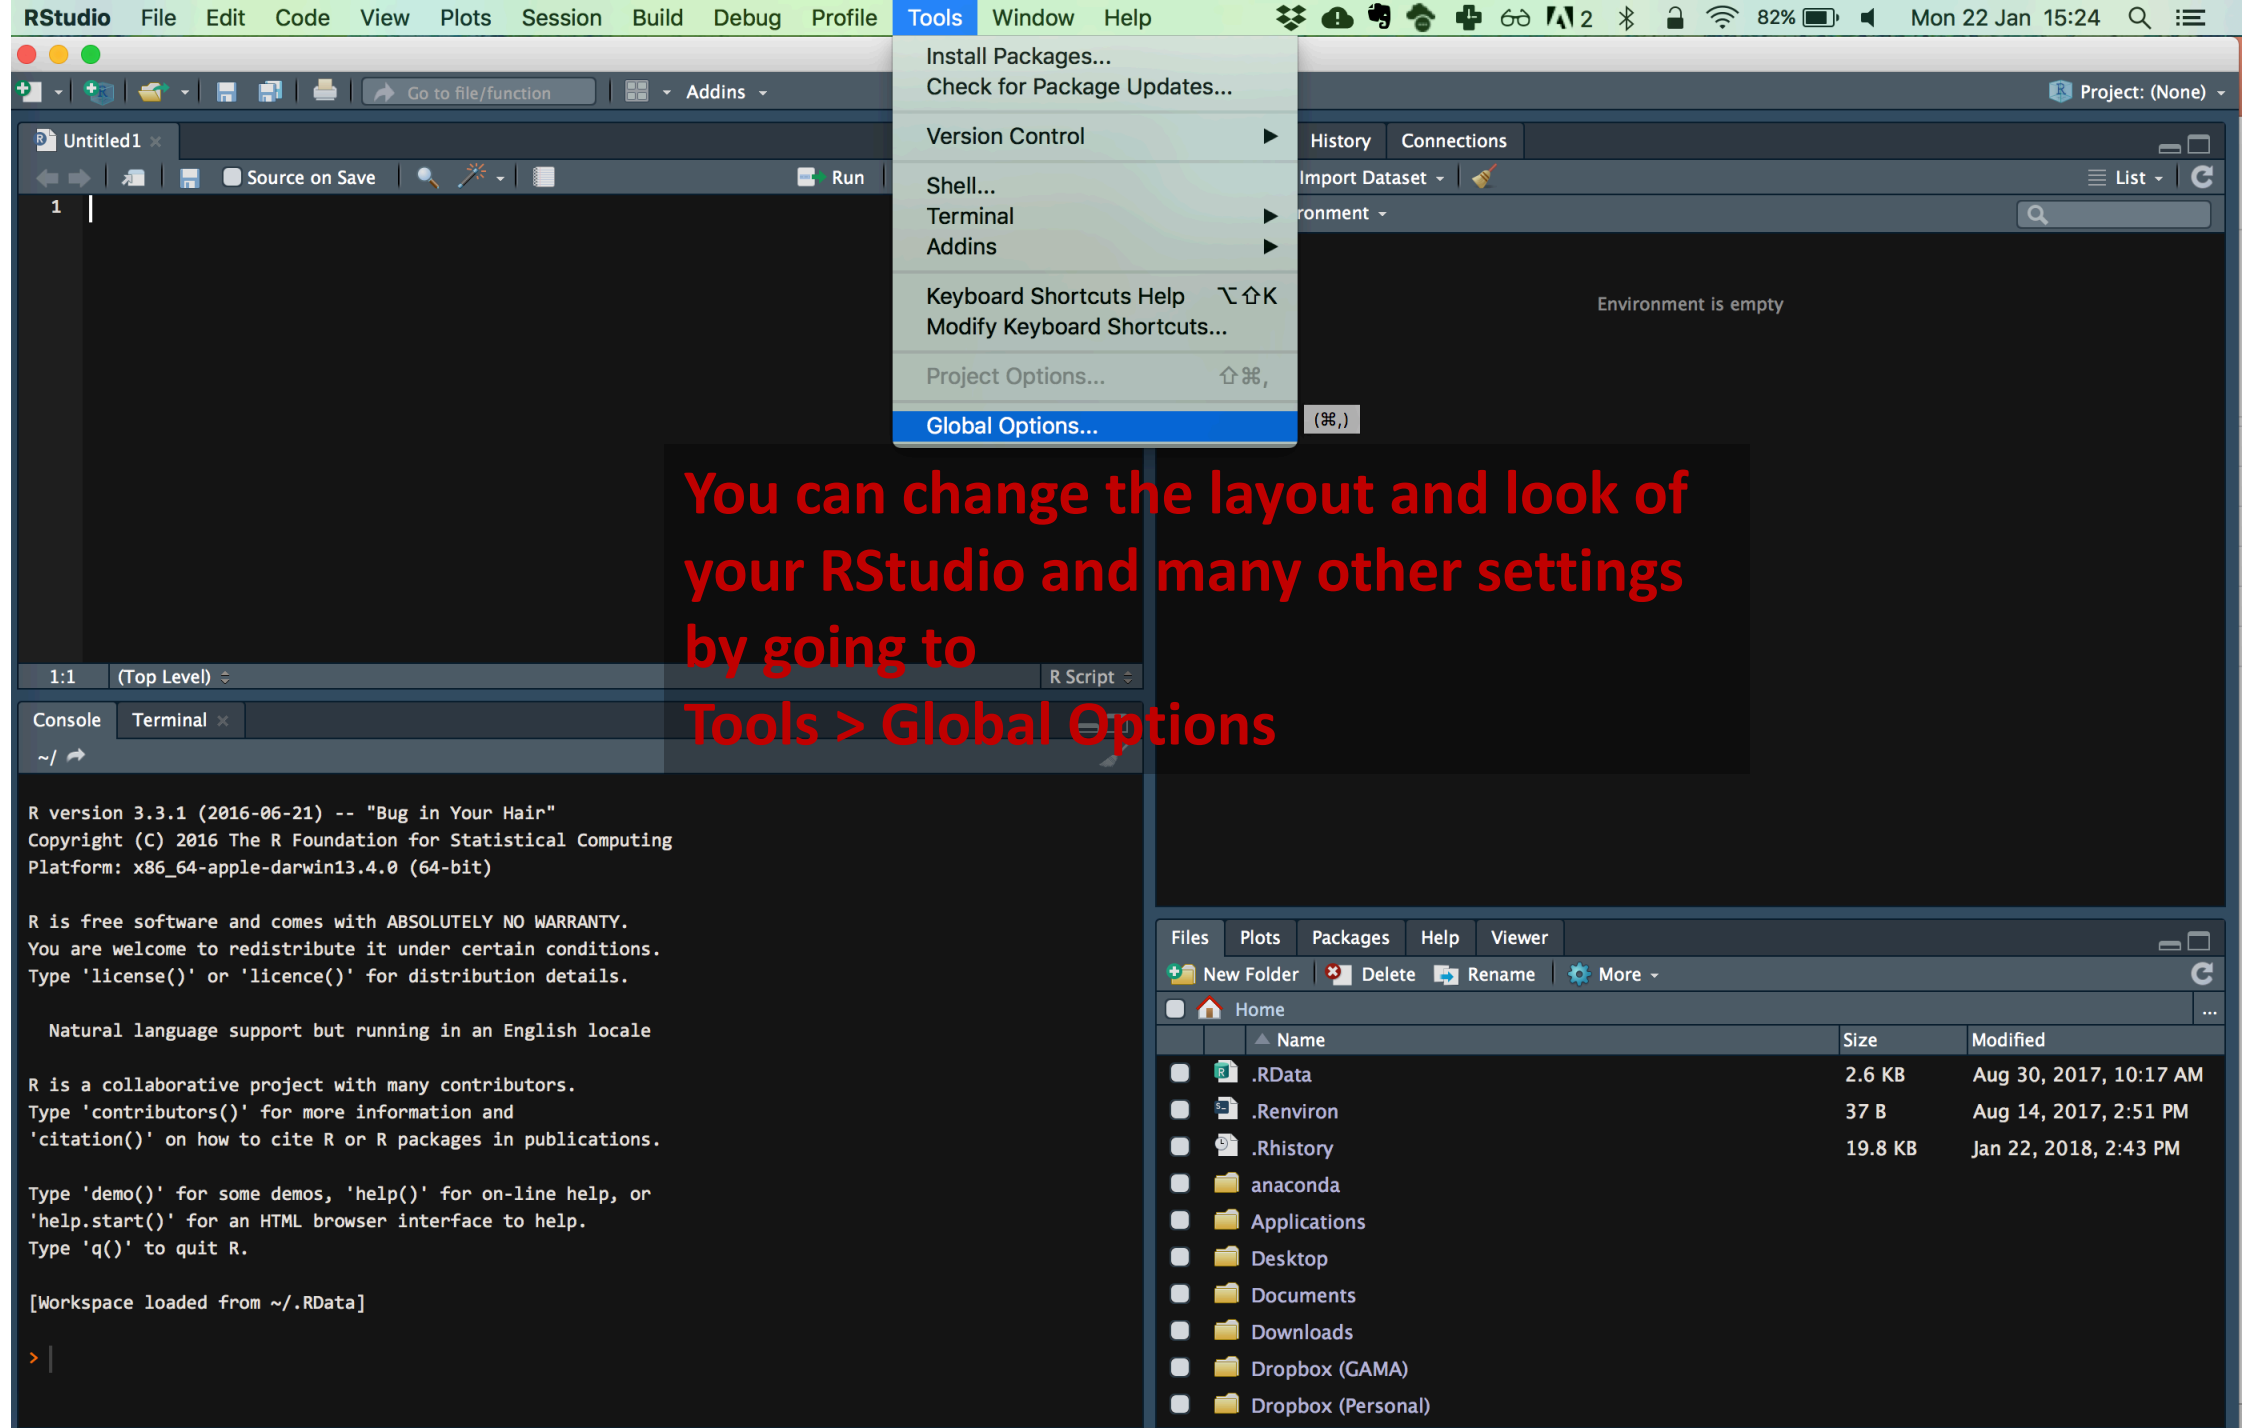 RStudio File Edit Code View Plots Session Build Debug Profile Tools Window Help 2 82% Mon 22 Jan 15:24
Install Packages...
Check for Package Updates...
Version Control
Shell...
Terminal
Addins
Keyboard Shortcuts Help ⌥⇧K
Modify Keyboard Shortcuts...
Project Options... ⇧⌘,
Global Options...
(⌘,)
Go to file/function Addins Project: (None)
Untitled1
Source on Save Run
1
History Connections
Import Dataset List
ronment
Environment is empty
You can change the layout and look of
your RStudio and many other settings
by going to
Tools > Global Options
1:1 (Top Level) R Script
Console Terminal
~/
R version 3.3.1 (2016-06-21) -- "Bug in Your Hair"
Copyright (C) 2016 The R Foundation for Statistical Computing
Platform: x86_64-apple-darwin13.4.0 (64-bit)
R is free software and comes with ABSOLUTELY NO WARRANTY.
You are welcome to redistribute it under certain conditions.
Type 'license()' or 'licence()' for distribution details.
Natural language support but running in an English locale
R is a collaborative project with many contributors.
Type 'contributors()' for more information and
'citation()' on how to cite R or R packages in publications.
Type 'demo()' for some demos, 'help()' for on-line help, or
'help.start()' for an HTML browser interface to help.
Type 'q()' to quit R.
[Workspace loaded from ~/.RData]
>
Files Plots Packages Help Viewer
New Folder Delete Rename More
Home ...
Name Size Modified
.RData 2.6 KB Aug 30, 2017, 10:17 AM
.Renviron 37 B Aug 14, 2017, 2:51 PM
.Rhistory 19.8 KB Jan 22, 2018, 2:43 PM
anaconda
Applications
Desktop
Documents
Downloads
Dropbox (GAMA)
Dropbox (Personal)